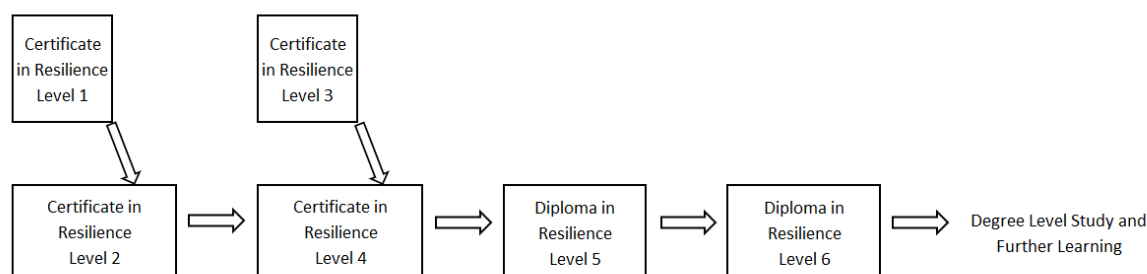 Certificate
in Resilience
Level 1
Certificate
in Resilience
Level 3
Certificate in
Resilience
Level 2
Certificate in
Resilience
Level 4
Diploma in
Resilience
Level 5
Diploma in
Resilience
Level 6
Degree Level Study and
Further Learning